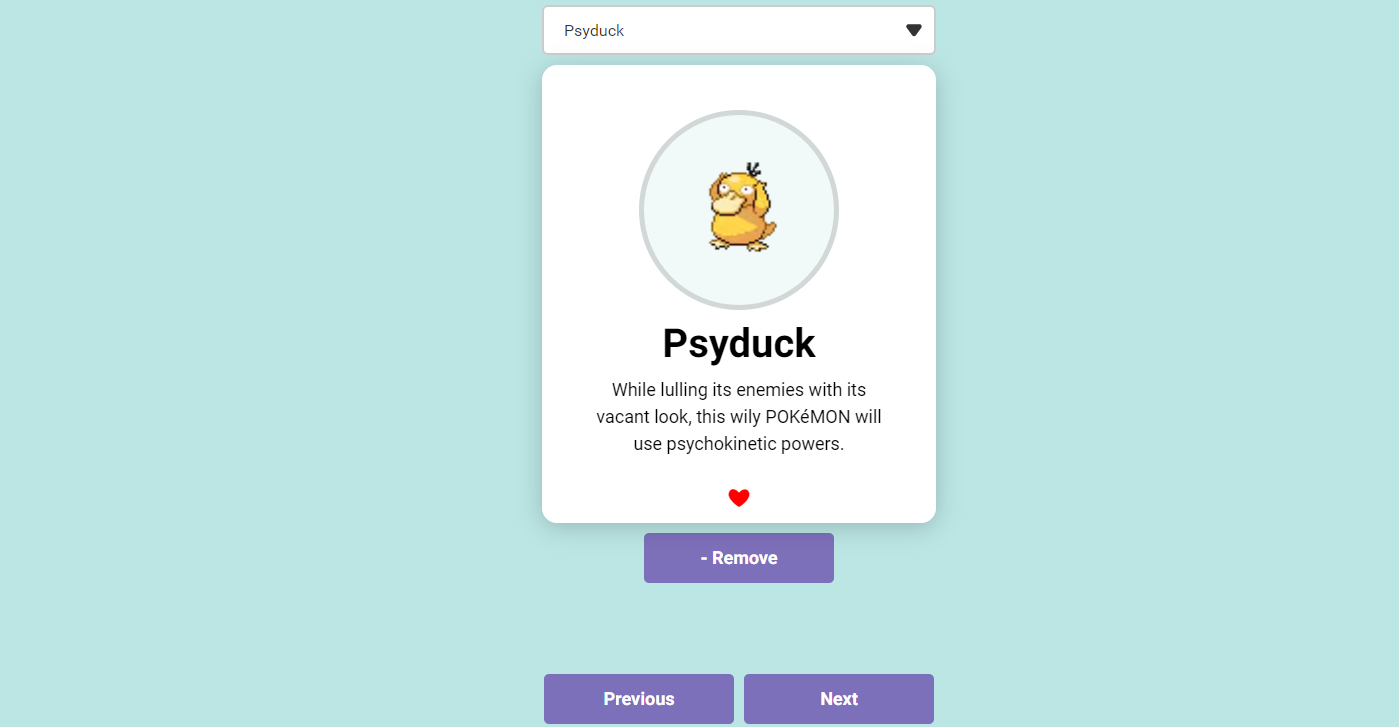 Psyduck
Psyduck
While lulling its enemies with its
vacant look, this wily POKéMON will
use psychokinetic powers.
- Remove
Previous
Next